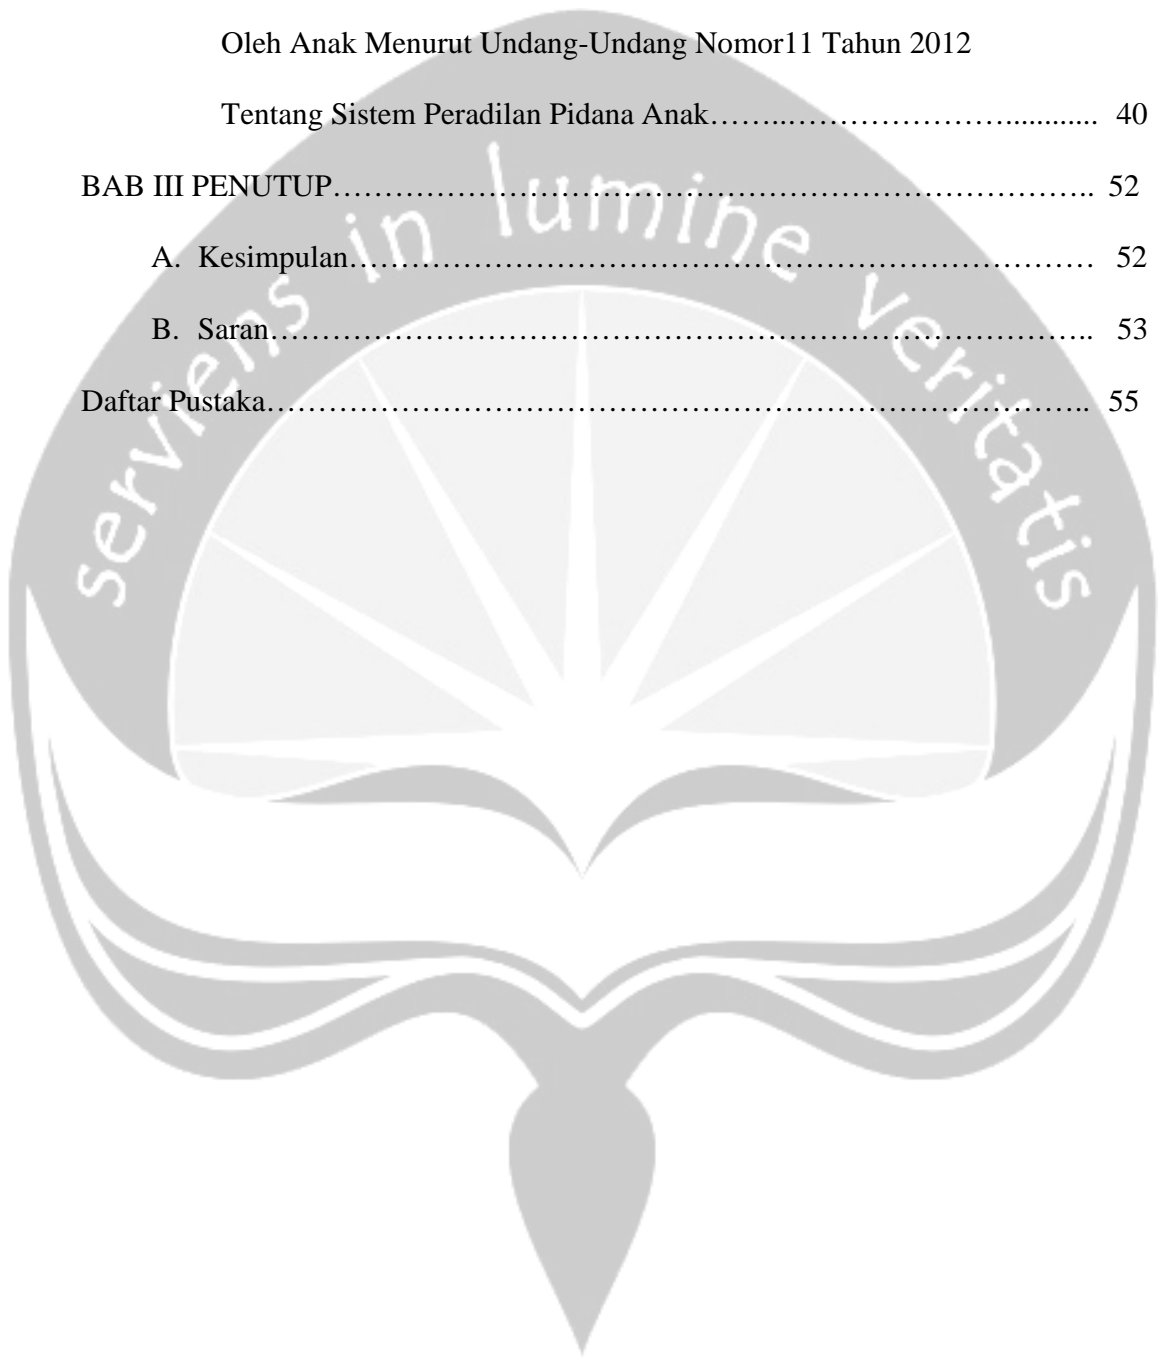 Oleh Anak Menurut Undang-Undang Nomor11 Tahun 2012
Tentang Sistem Peradilan Pidana Anak……..…………………............ 40
BAB III PENUTUP…………………………………………………………….. 52
A. Kesimpulan…………………………………………………………… 52
B. Saran………………………………………………………………….. 53
Daftar Pustaka………………………………………………………………….. 55
serviens in lumine veritatis